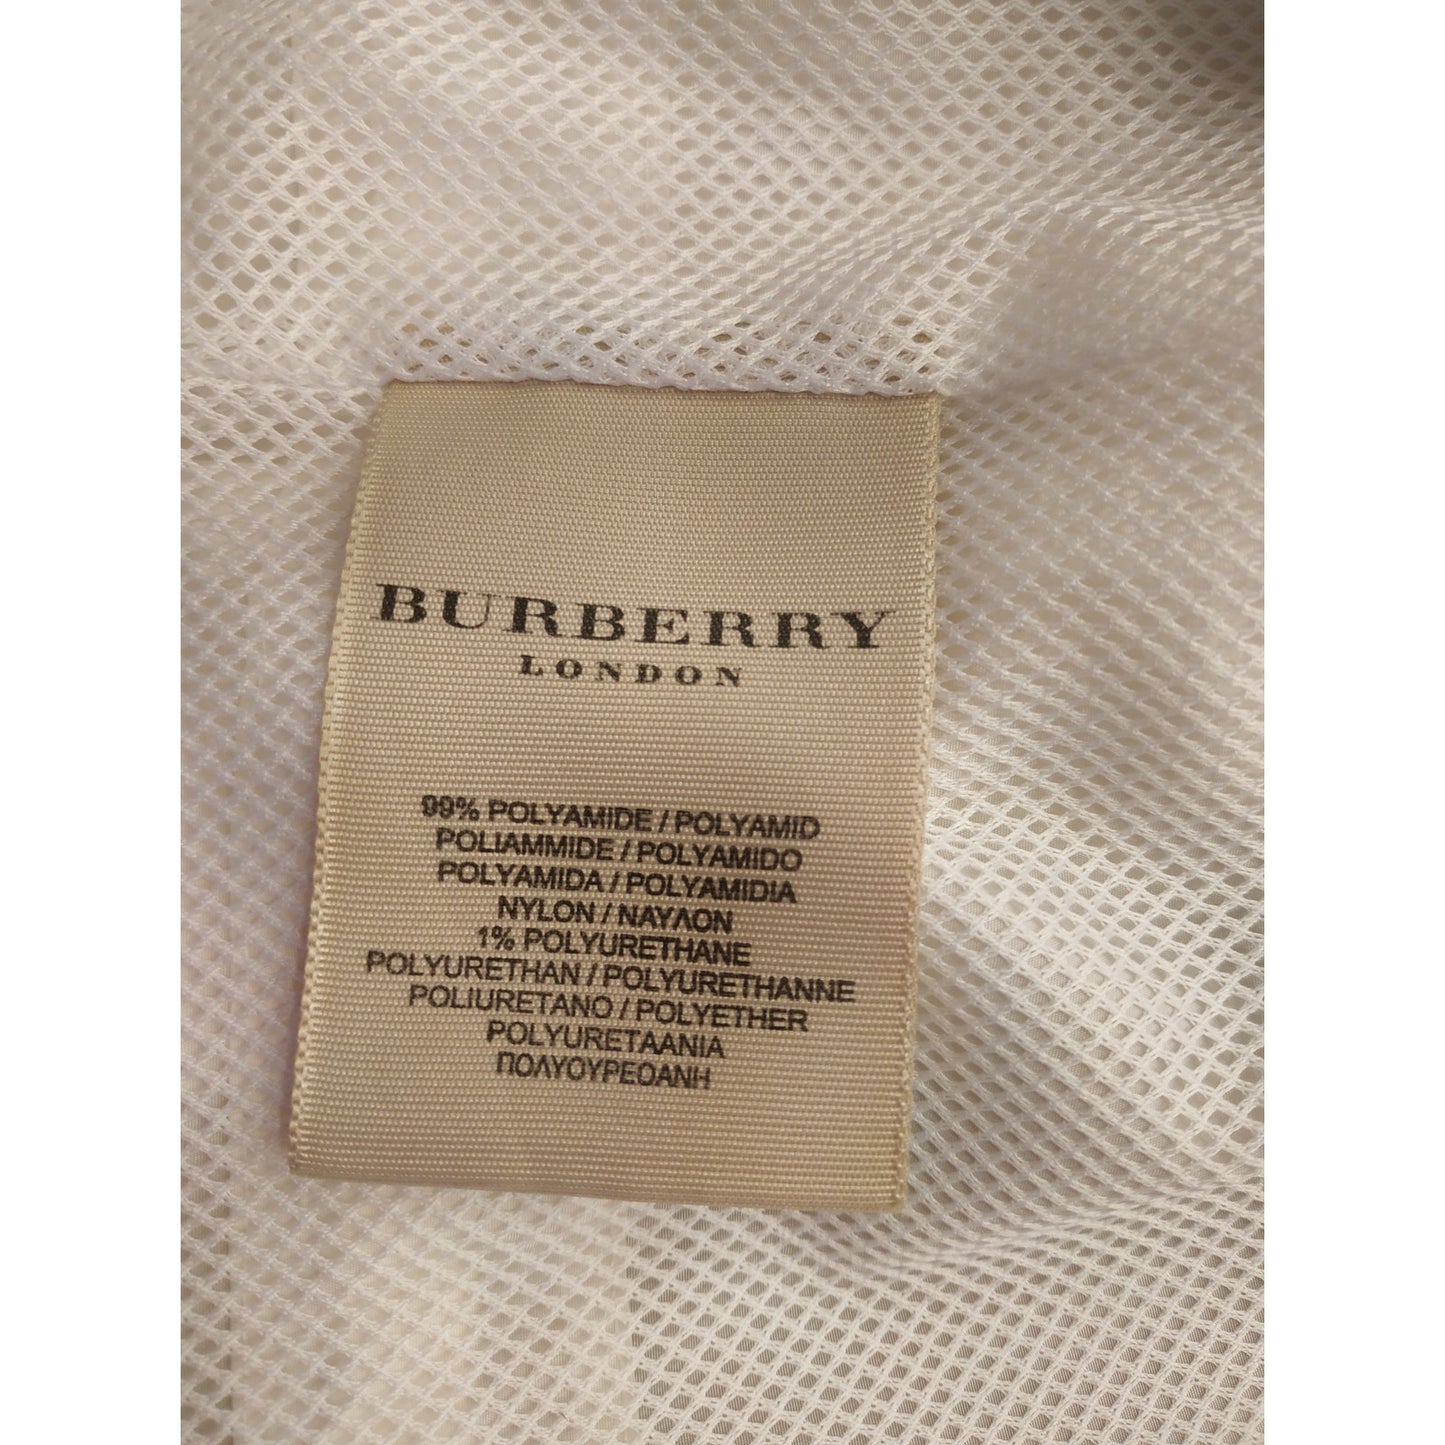 BURBERRY
LONDON
99% POLYAMIDE / POLYAMID
POLIAMMIDE / POLYAMIDO
POLYAMIDA / POLYAMIDIA
NYLON / ΝΑΥΛΟΝ
1% POLYURETHANE
POLYURETHAN / POLYURETHANNE
POLIURETANO / POLYETHER
POLYURETAANIA
ΠΟΛΥΟΥΡΕΘΑΝΗ